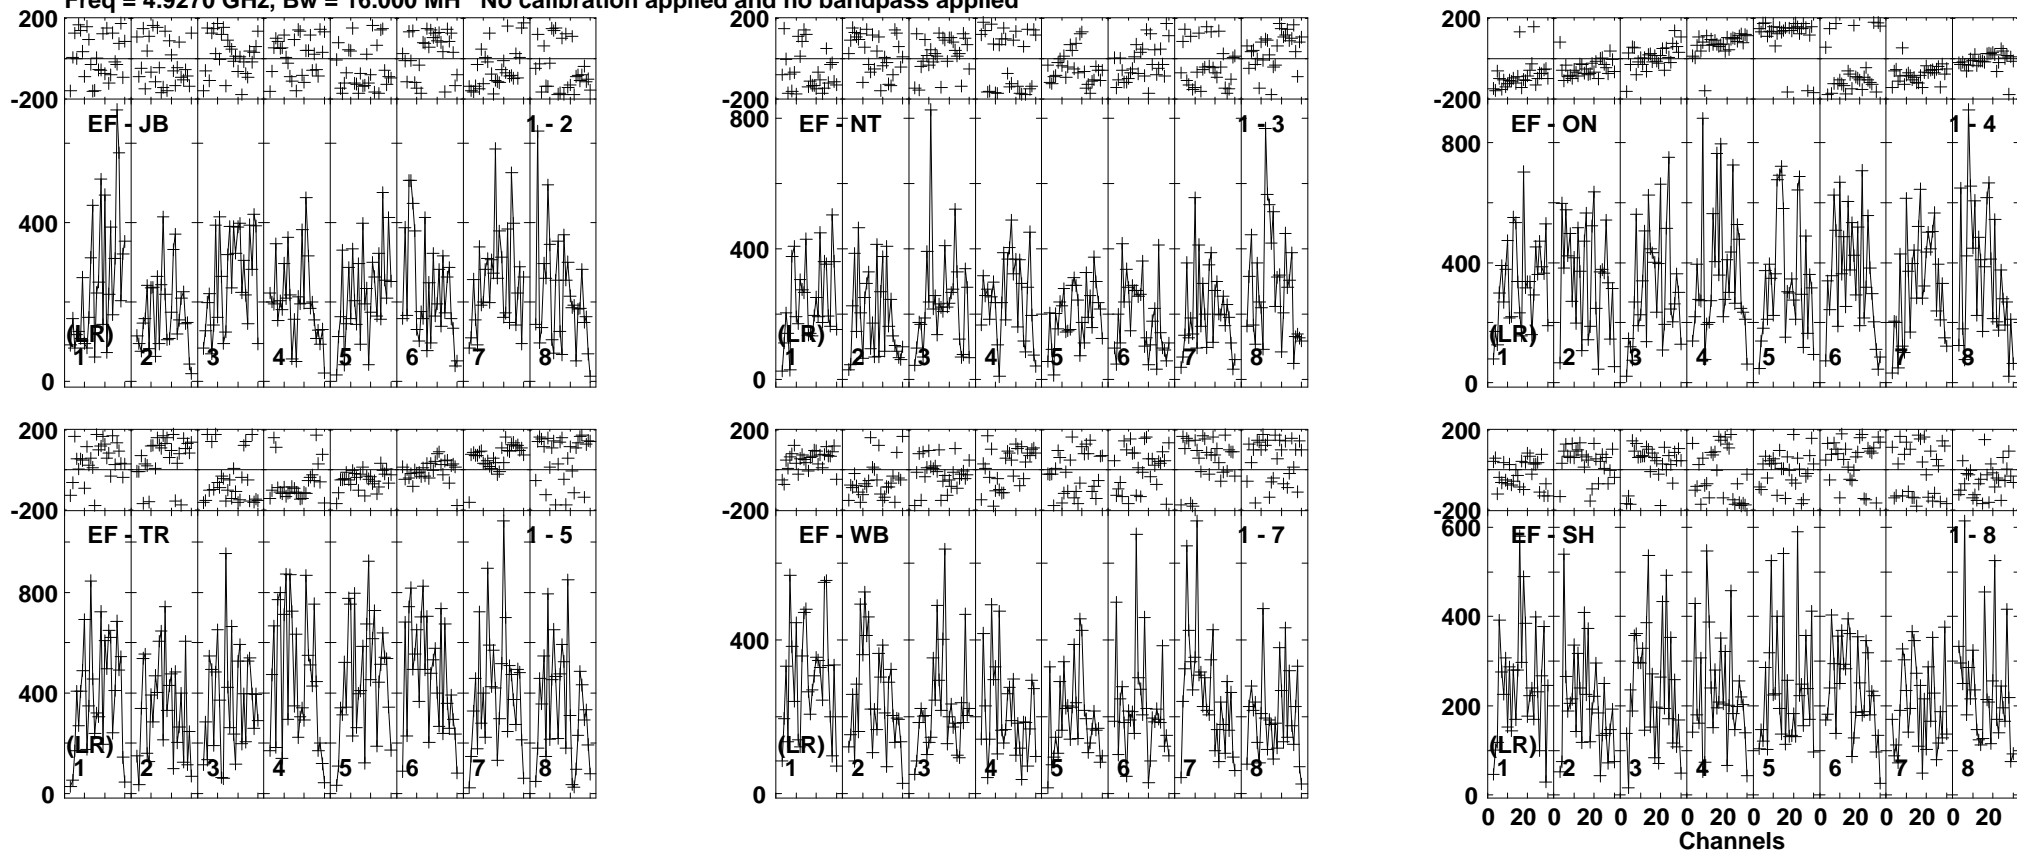 Freq = 4.9270 GHz, Bw = 16.000 MH No calibration applied and no bandpass applied
200 200 200
-200 -200 -200
EF - JB 1 - 2 EF - NT 1 - 3 EF - ON 1 - 4
800 800
400 400 400
(LR) (LR) (LR)
1 2 3 4 5 6 7 8 1 2 3 4 5 6 7 8 1 2 3 4 5 6 7 8
0 0 0
200 200 200
-200 -200 -200
EF - TR 1 - 5 EF - WB 1 - 7 EF - SH 1 - 8
600
800
400 400 400
200
(LR) (LR) (LR)
1 2 3 4 5 6 7 8 1 2 3 4 5 6 7 8 1 2 3 4 5 6 7 8
0 0 0
0 20 0 20 0 20 0 20 0 20 0 20 0 20 0 20
Channels